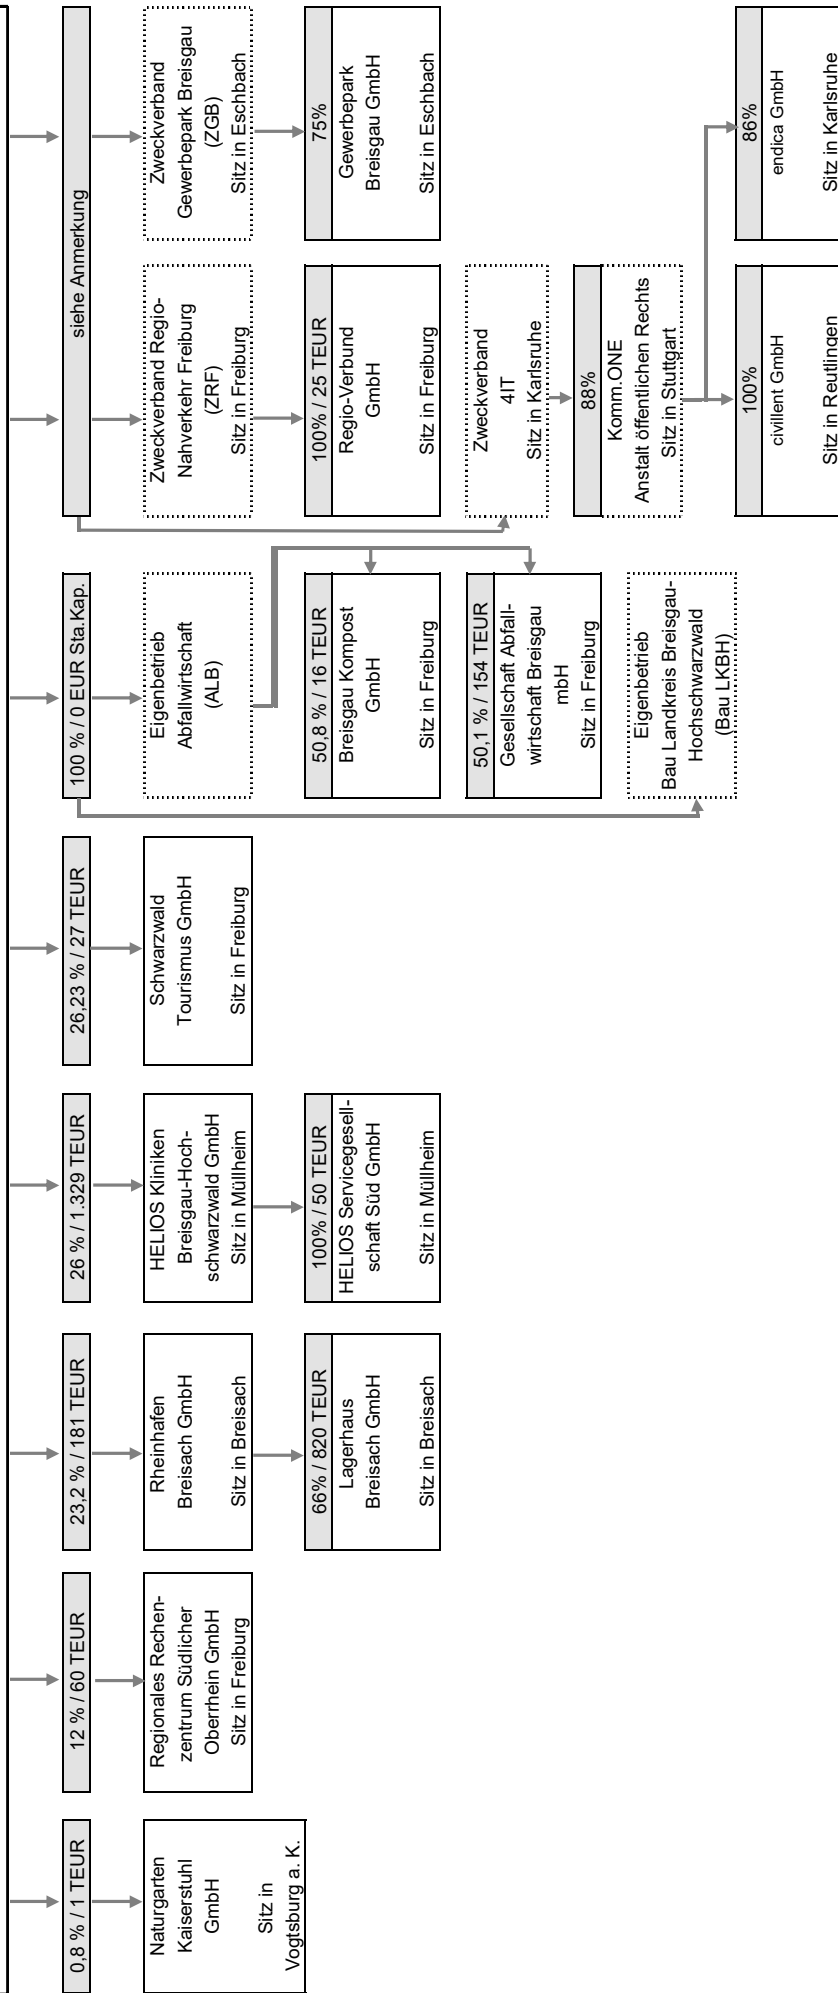 0,8 % / 1 TEUR
Naturgarten
Kaiserstuhl
GmbH
Sitz in
Vogtsburg a. K.
12 % / 60 TEUR
Regionales Rechen-
zentrum Südlicher
Oberrhein GmbH
Sitz in Freiburg
23,2 % / 181 TEUR
Rheinhafen
Breisach GmbH
Sitz in Breisach
66% / 820 TEUR
Lagerhaus
Breisach GmbH
Sitz in Breisach
26 % / 1.329 TEUR
HELIOS Kliniken
Breisgau-Hoch-
schwarzwald GmbH
Sitz in Müllheim
100% / 50 TEUR
HELIOS Servicegesell-
schaft Süd GmbH
Sitz in Müllheim
26,23 % / 27 TEUR
Schwarzwald
Tourismus GmbH
Sitz in Freiburg
100 % / 0 EUR Sta.Kap.
Eigenbetrieb
Abfallwirtschaft
(ALB)
50,8 % / 16 TEUR
Breisgau Kompost
GmbH
Sitz in Freiburg
50,1 % / 154 TEUR
Gesellschaft Abfall-
wirtschaft Breisgau
mbH
Sitz in Freiburg
Eigenbetrieb
Bau Landkreis Breisgau-
Hochschwarzwald
(Bau LKBH)
siehe Anmerkung
Zweckverband Regio-
Nahverkehr Freiburg
(ZRF)
Sitz in Freiburg
100% / 25 TEUR
Regio-Verbund
GmbH
Sitz in Freiburg
Zweckverband
4IT
Sitz in Karlsruhe
88%
Komm.ONE
Anstalt öffentlichen Rechts
Sitz in Stuttgart
100%
civillent GmbH
Sitz in Reutlingen
Zweckverband
Gewerbepark Breisgau
(ZGB)
Sitz in Eschbach
75%
Gewerbepark
Breisgau GmbH
Sitz in Eschbach
86%
endica GmbH
Sitz in Karlsruhe